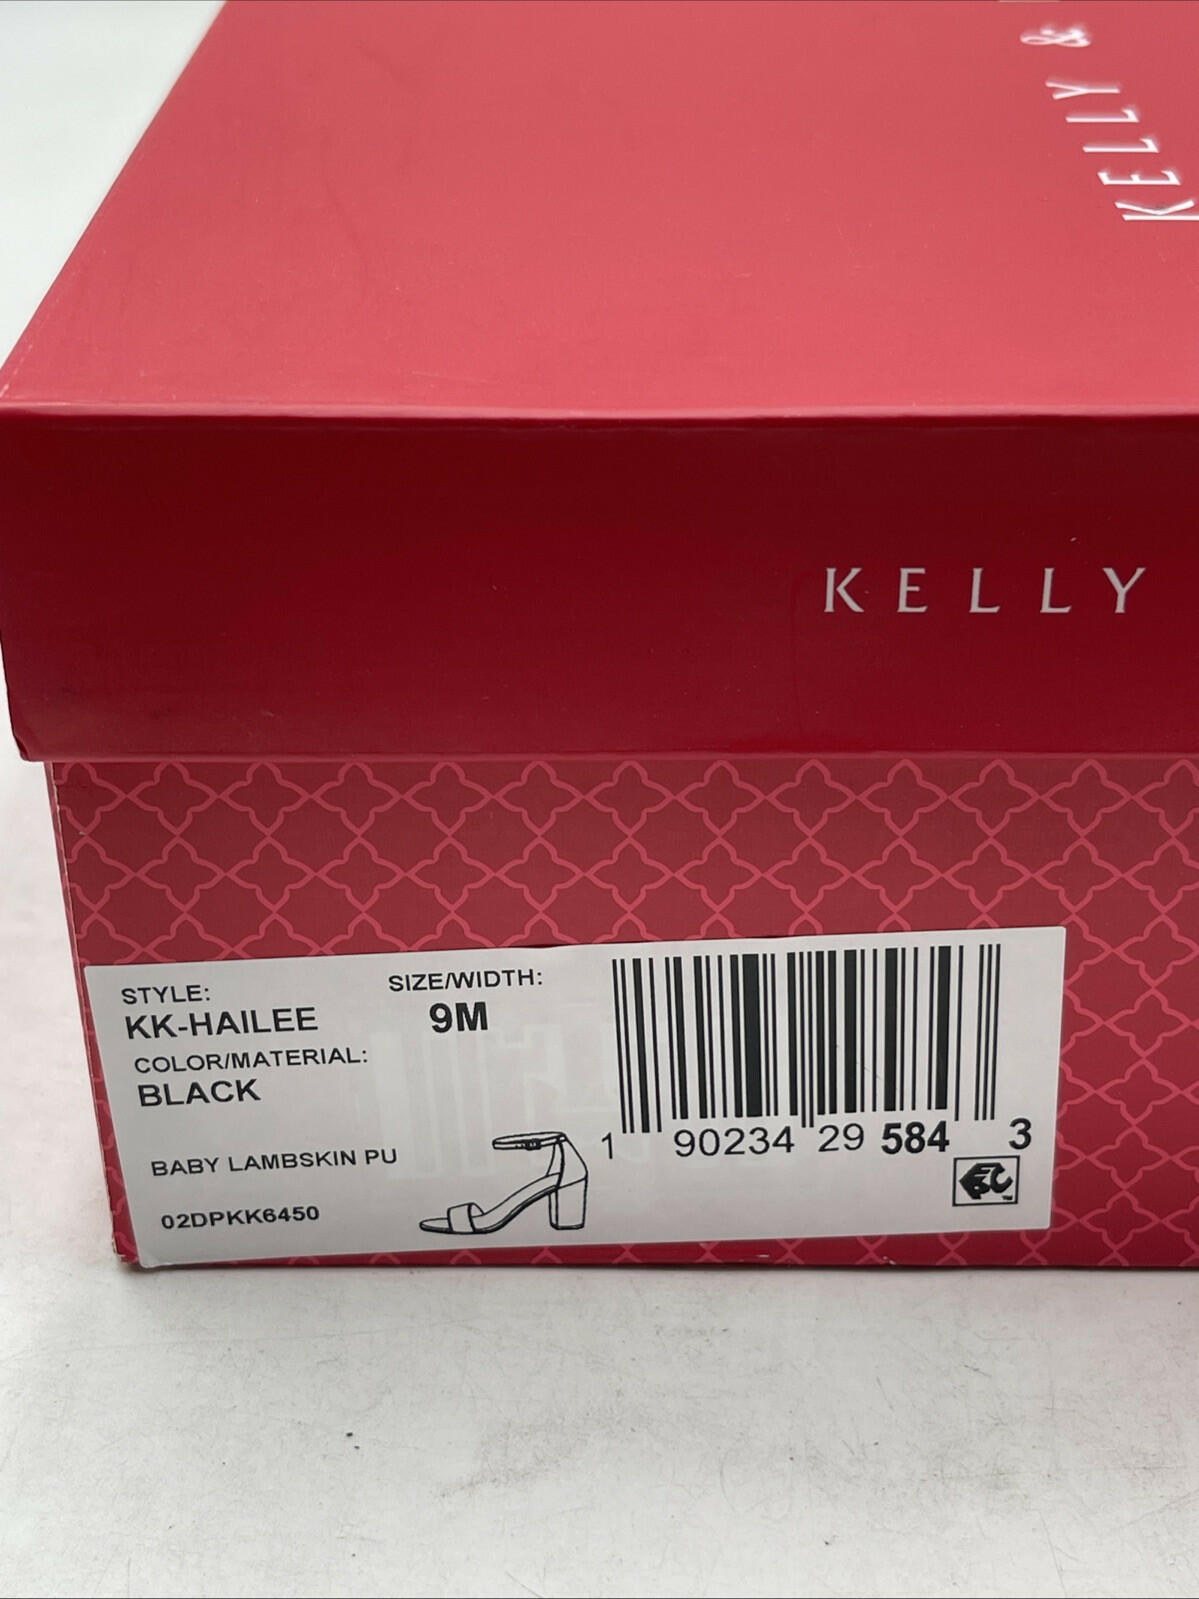 KELLY &
KELLY
STYLE:
KK-HAILEE
SIZE/WIDTH:
9M
COLOR/MATERIAL:
BLACK
BABY LAMBSKIN PU
02DPKK6450
1 90234 29 584 3
TM